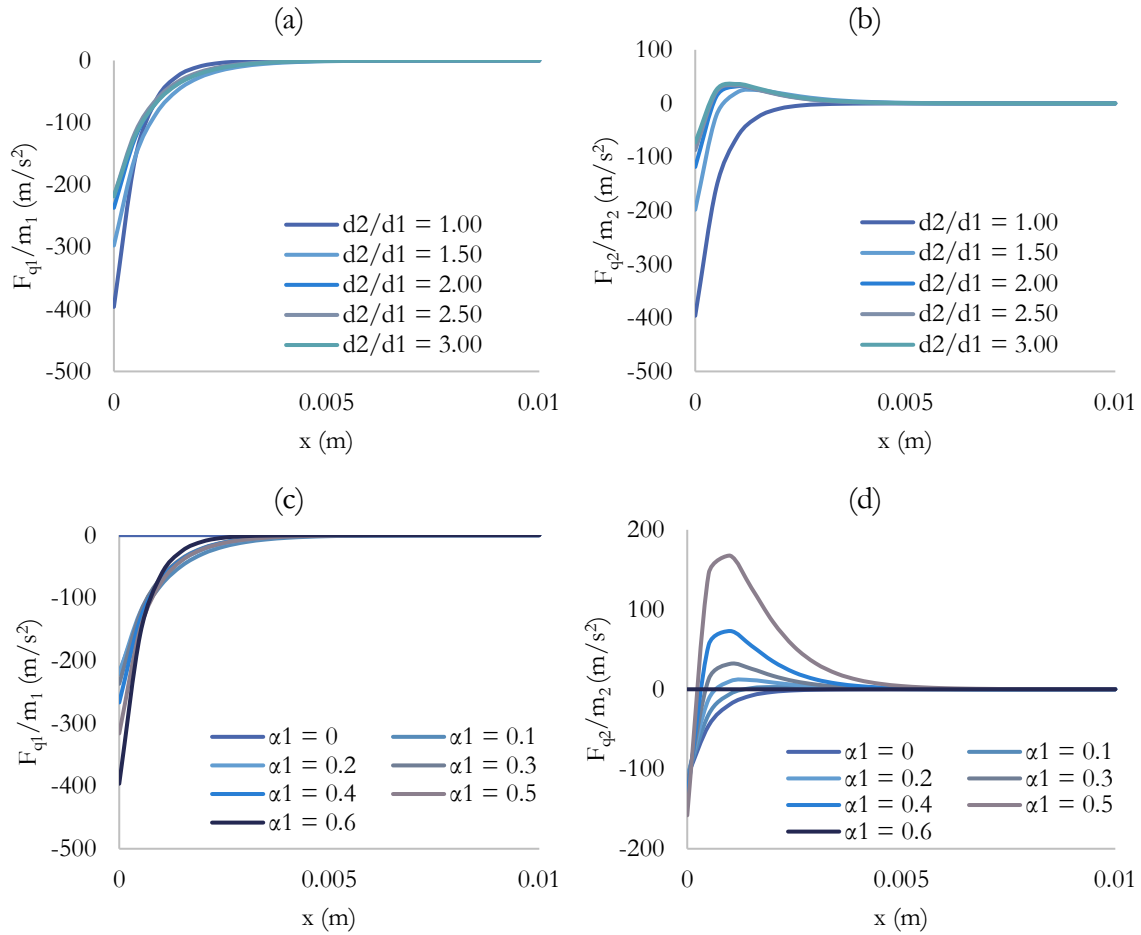 (a)
0
-100
-200
-300
-400
-500
F_q1/m_1 (m/s²)
d2/d1 = 1.00
d2/d1 = 1.50
d2/d1 = 2.00
d2/d1 = 2.50
d2/d1 = 3.00
0 0.005 0.01
x (m)
(b)
100
0
-100
-200
-300
-400
-500
F_q2/m_2 (m/s²)
d2/d1 = 1.00
d2/d1 = 1.50
d2/d1 = 2.00
d2/d1 = 2.50
d2/d1 = 3.00
0 0.005 0.01
x (m)
(c)
0
-100
-200
-300
-400
-500
F_q1/m_1 (m/s²)
α1 = 0 α1 = 0.1
α1 = 0.2 α1 = 0.3
α1 = 0.4 α1 = 0.5
α1 = 0.6
0 0.005 0.01
x (m)
(d)
200
100
0
-100
-200
F_q2/m_2 (m/s²)
α1 = 0 α1 = 0.1
α1 = 0.2 α1 = 0.3
α1 = 0.4 α1 = 0.5
α1 = 0.6
0 0.005 0.01
x (m)